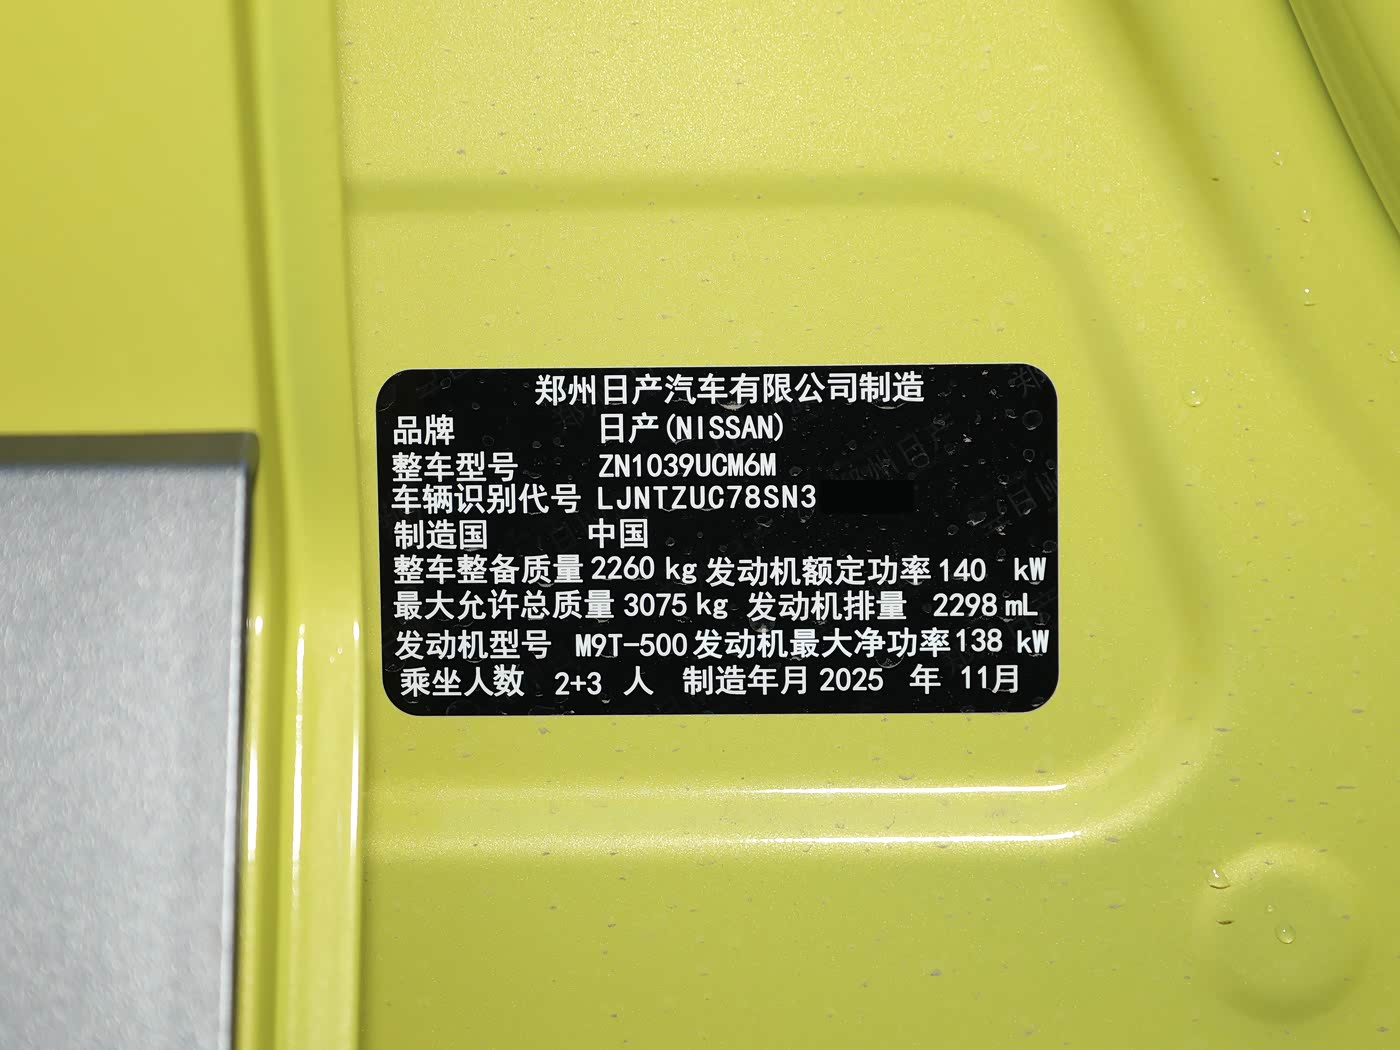 郑州日产汽车有限公司制造
品牌 日产(NISSAN)
整车型号 ZN1039UCM6M
车辆识别代号 LJNTZUC78SN3
制造国 中国
整车整备质量 2260 kg 发动机额定功率 140 kW
最大允许总质量 3075 kg 发动机排量 2298 mL
发动机型号 M9T-500 发动机最大净功率 138 kW
乘坐人数 2+3 人 制造年月 2025 年 11月